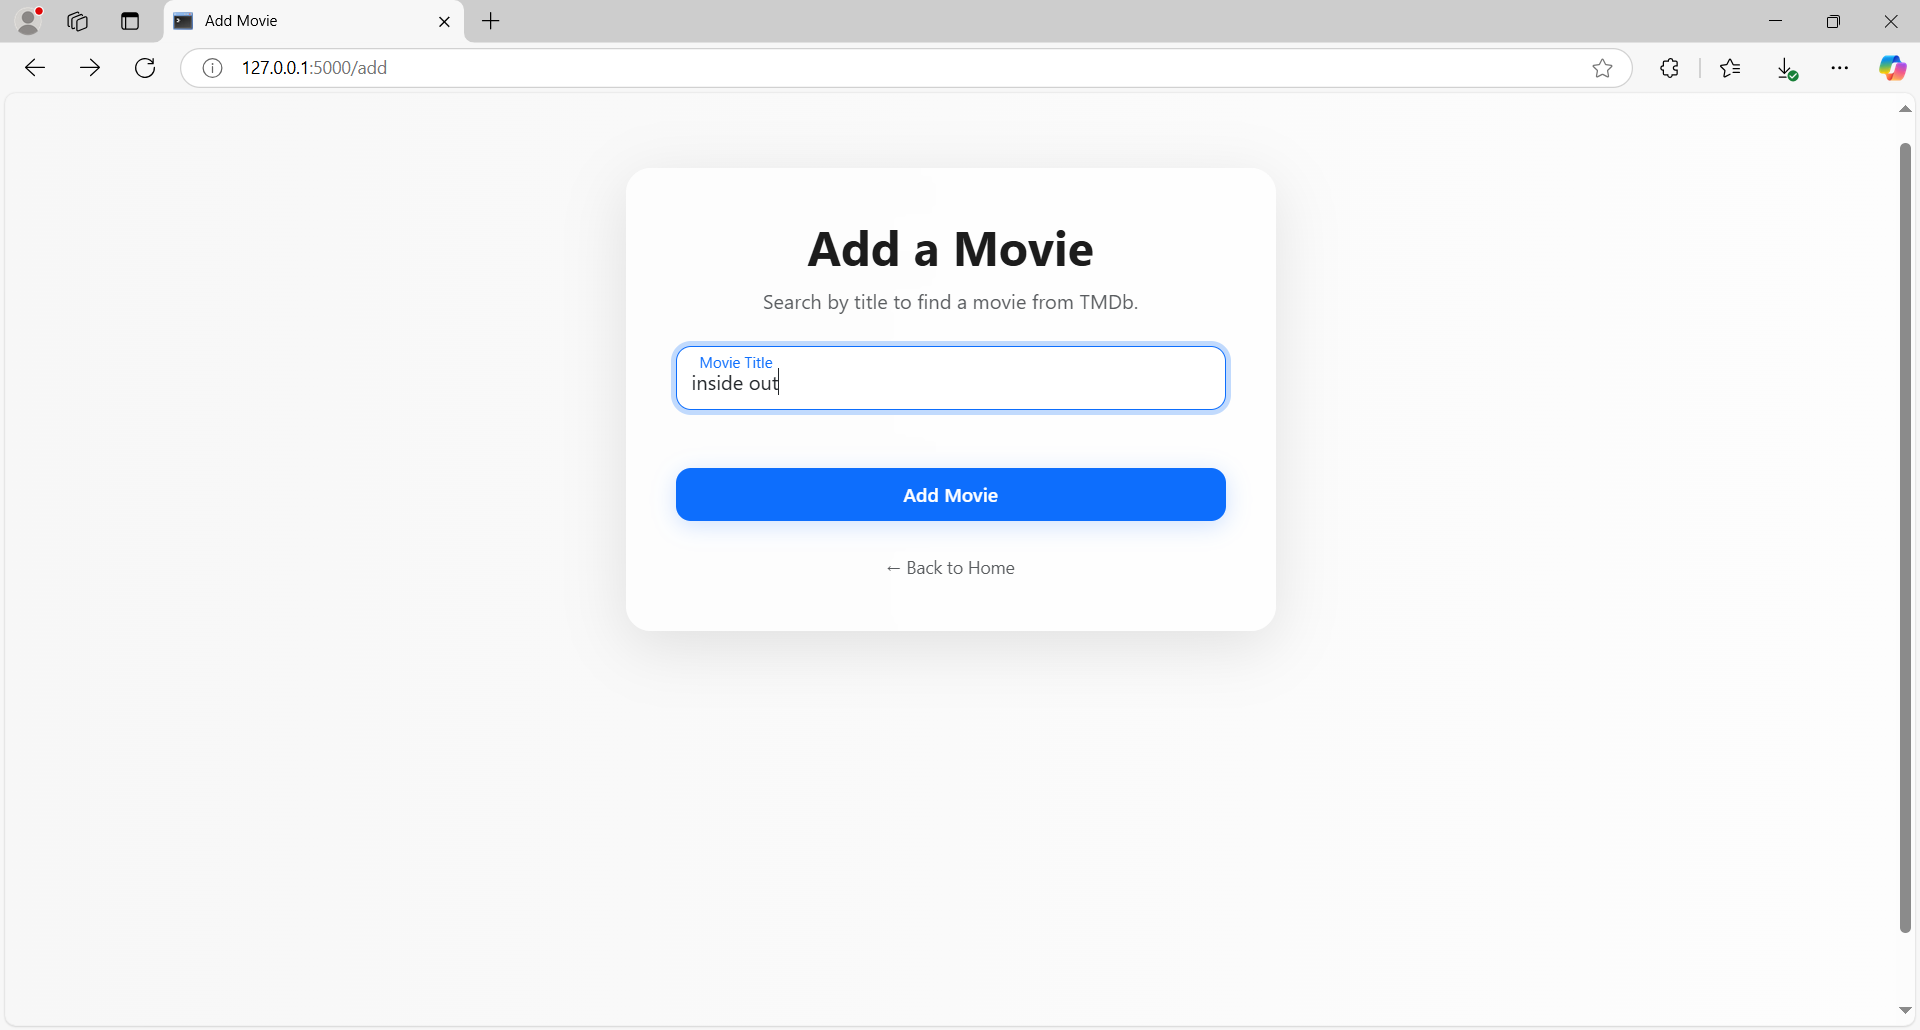 Add Movie
127.0.0.1:5000/add
Add a Movie
Search by title to find a movie from TMDb.
Movie Title
inside out
Add Movie
← Back to Home